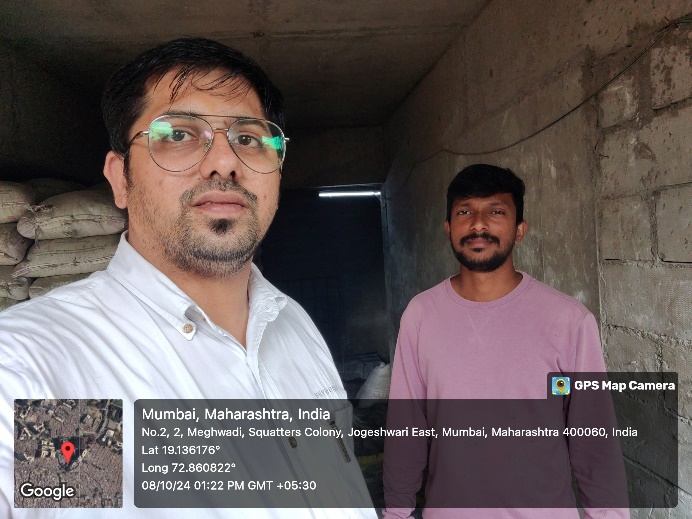 GPS Map Camera
Mumbai, Maharashtra, India
No.2, 2, Meghwadi, Squatters Colony, Jogeshwari East, Mumbai, Maharashtra 400060, India
Lat 19.136176°
Long 72.860822°
08/10/24 01:22 PM GMT +05:30
Google